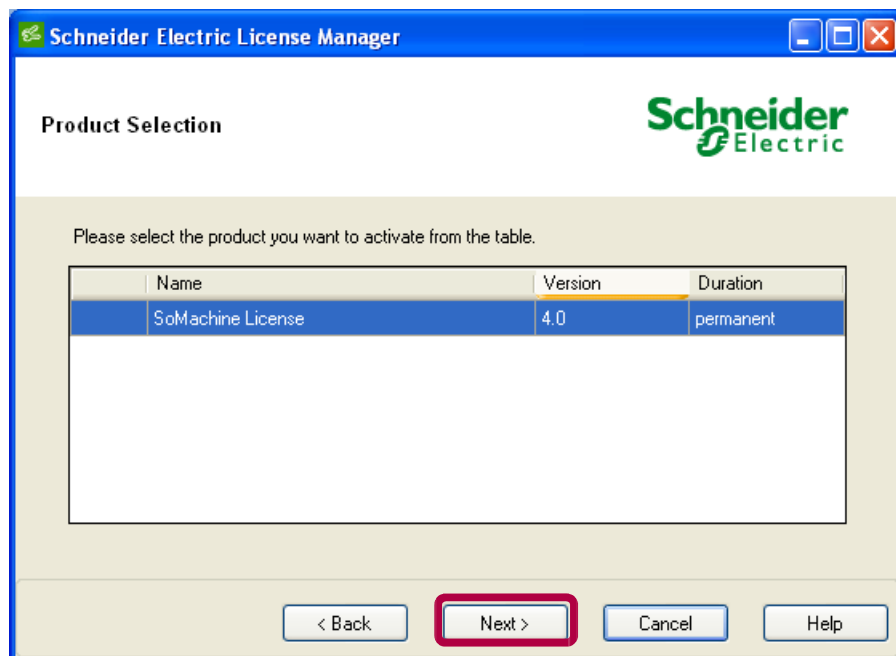 Schneider Electric License Manager
Product Selection
Schneider
Electric
Please select the product you want to activate from the table.
Name Version Duration
SoMachine License 4.0 permanent
< Back Next > Cancel Help